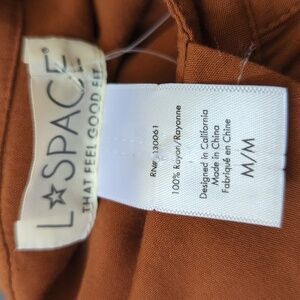 L☆SPACE®
THAT FEEL GOOD FIT
RN# 130061
100% Rayon/Rayonne
Designed in California
Made in China
Fabriqué en Chine
M/M